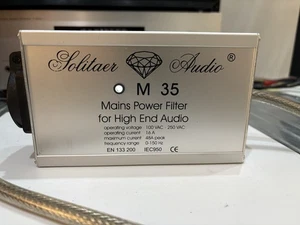 Solitaer Audio ®
M 35
Mains Power Filter
for High End Audio
operating voltage : 100 VAC - 250 VAC
operating current : 16 A
maximum current : 48A peak
frequency range : 0-150 Hz
EN 133 200 IEC950 CE